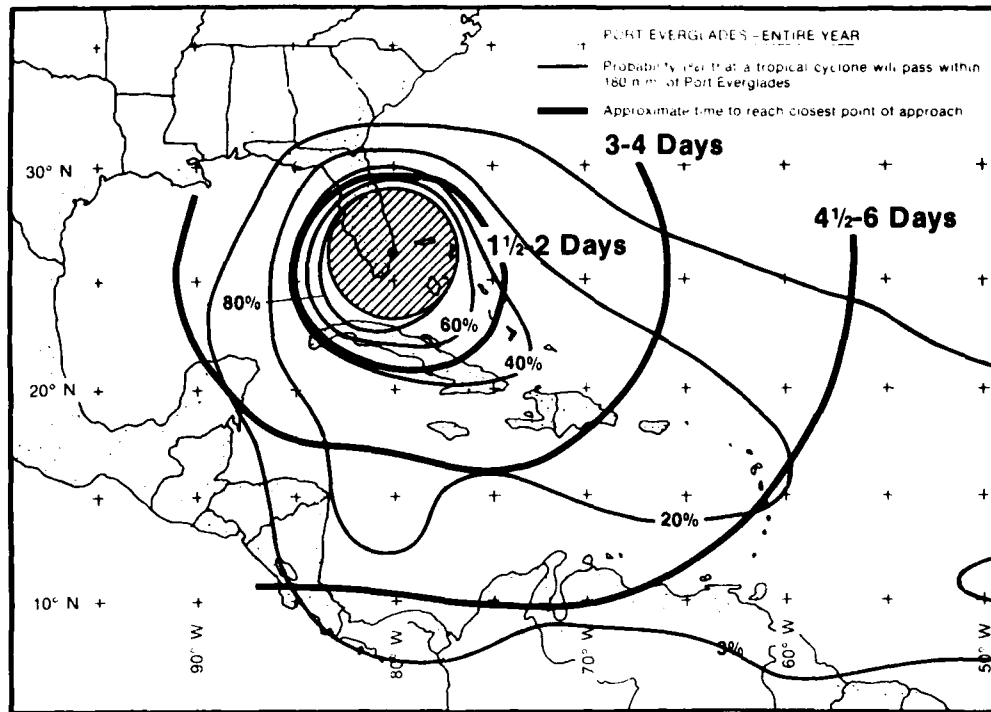 PORT EVERGLADES - ENTIRE YEAR
Probability that a tropical cyclone will pass within
180 n mi of Port Everglades
Approximate time to reach closest point of approach
3-4 Days
30° N
4½-6 Days
1½-2 Days
80%
60%
40%
20° N
20%
10° N
3%
90° W
80° W
70° W
60° W
50° W